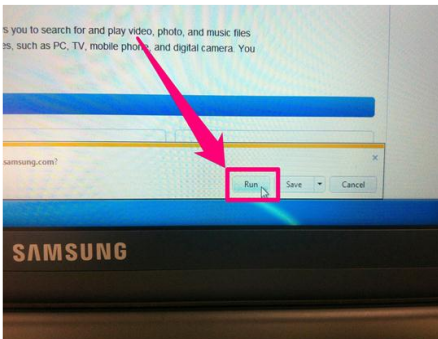 s you to search for and play video, photo, and music files
es, such as PC, TV, mobile phone, and digital camera. You
samsung.com?
Run Save Cancel
SAMSUNG